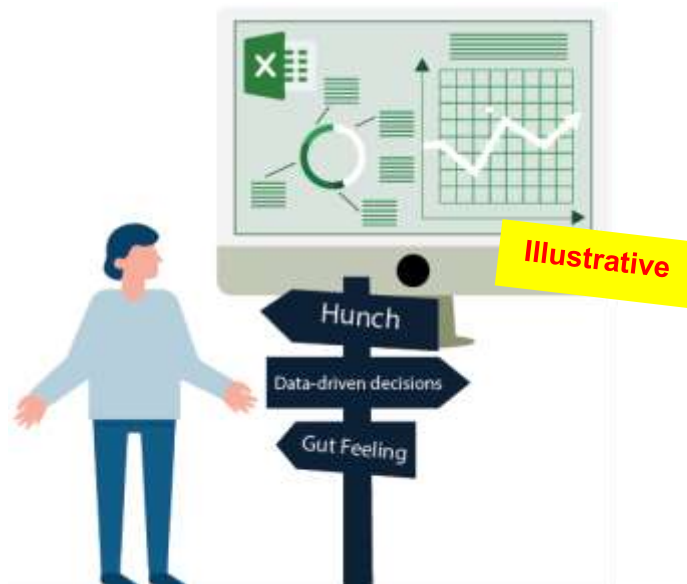 X
Illustrative
Hunch
Data-driven decisions
Gut Feeling